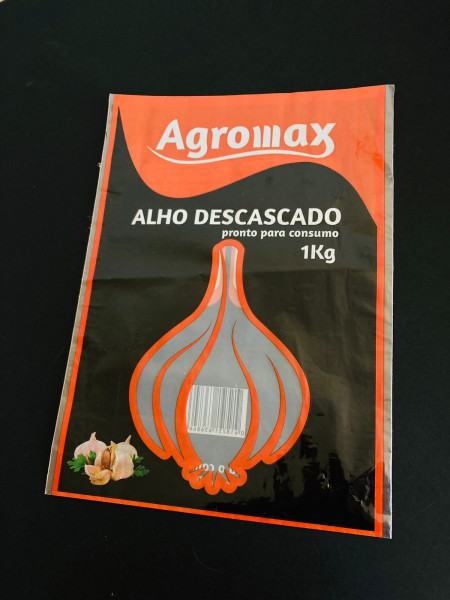 Agromax
ALHO DESCASCADO
pronto para consumo
1Kg